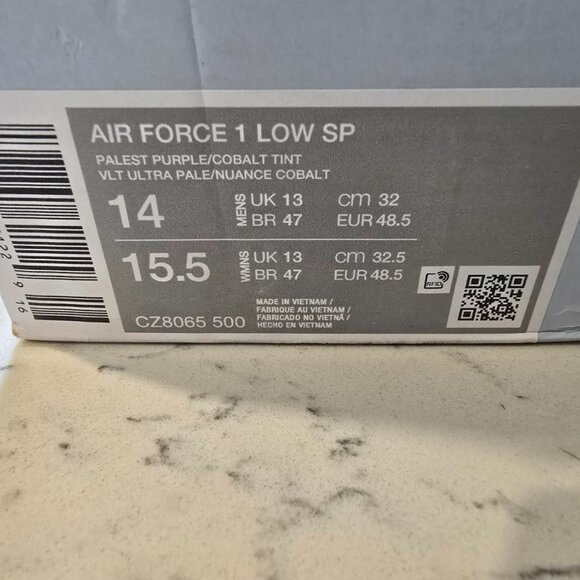 AIR FORCE 1 LOW SP
PALEST PURPLE/COBALT TINT
VLT ULTRA PALE/NUANCE COBALT
14 MENS UK 13 CM 32
BR 47 EUR 48.5
15.5 WMNS UK 13 CM 32.5
BR 47 EUR 48.5
RFID
CZ8065 500
MADE IN VIETNAM /
FABRIQUE AU VIETNAM /
FABRICADO NO VIETNÃ /
HECHO EN VIETNAM
9 16